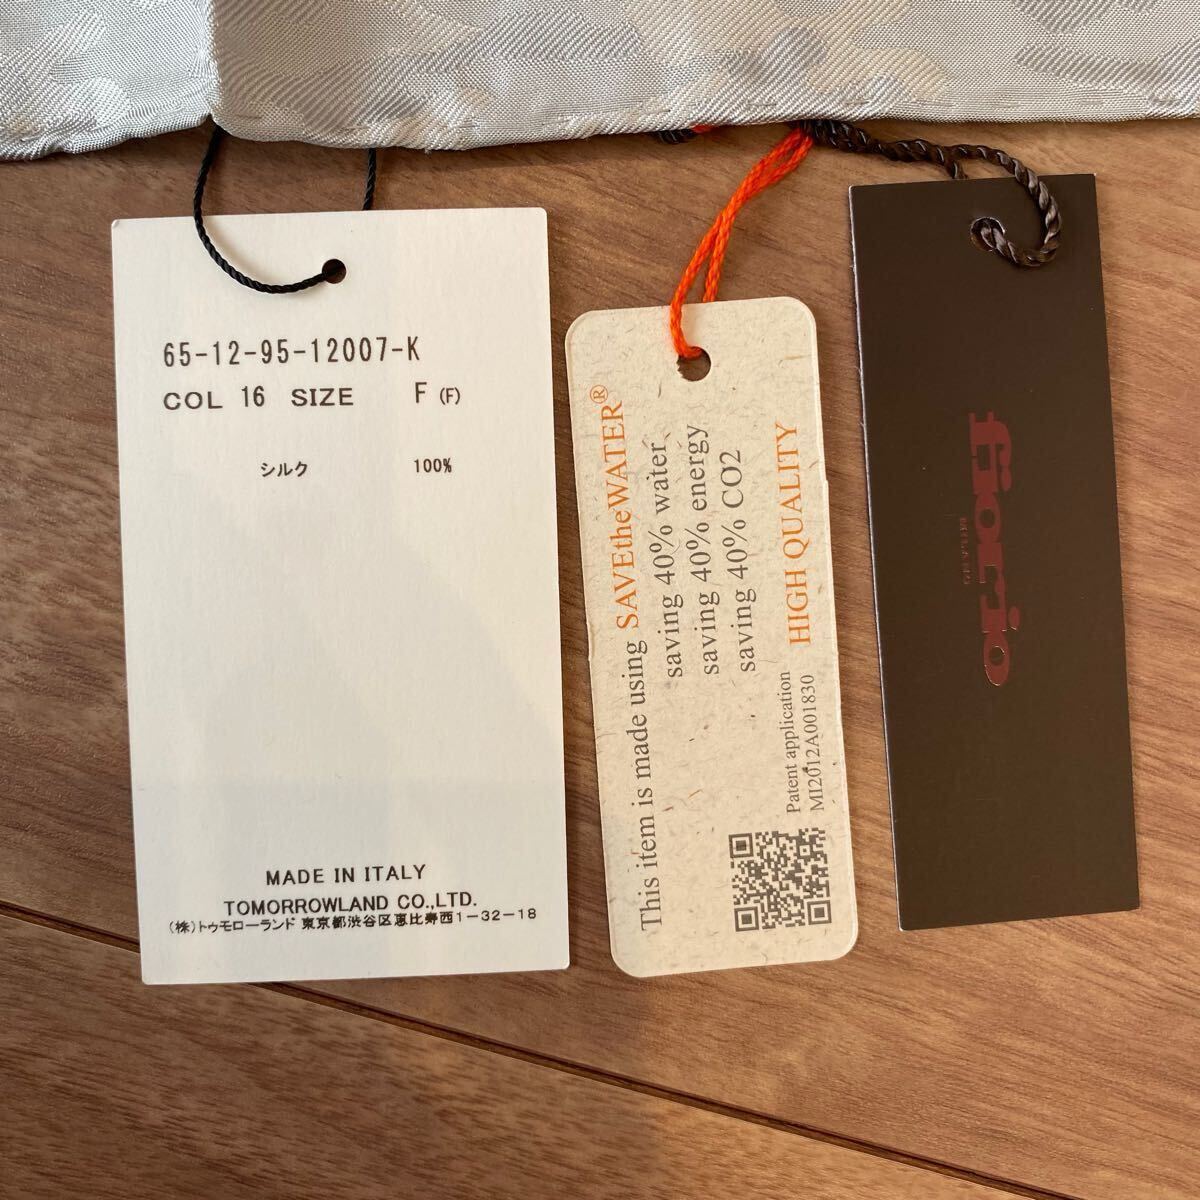 65-12-95-12007-K
COL 16 SIZE F (F)
シルク 100%
MADE IN ITALY
TOMORROWLAND CO.,LTD.
(株)トゥモローランド 東京都渋谷区恵比寿西1-32-18
This item is made using SAVEtheWATER®
saving 40% water
saving 40% energy
saving 40% CO2
HIGH QUALITY
Patent application
MI2012A001830
fiorio
MILANO